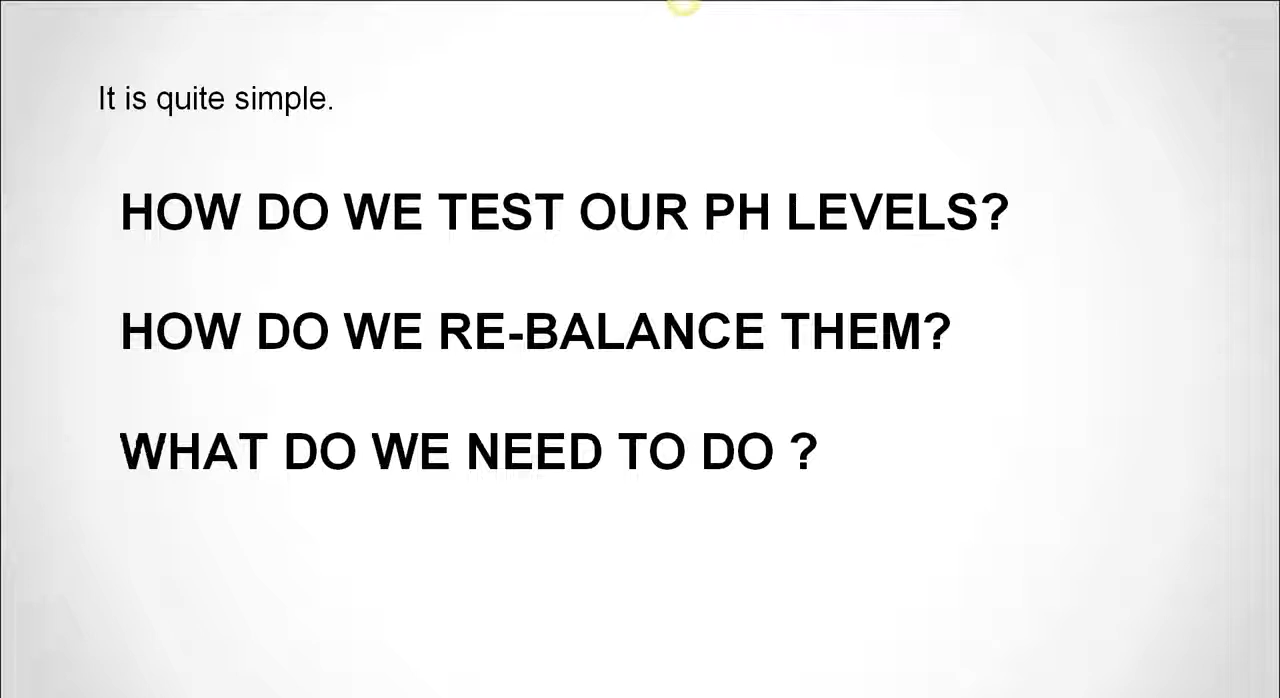 It is quite simple.
HOW DO WE TEST OUR PH LEVELS?
HOW DO WE RE-BALANCE THEM?
WHAT DO WE NEED TO DO ?